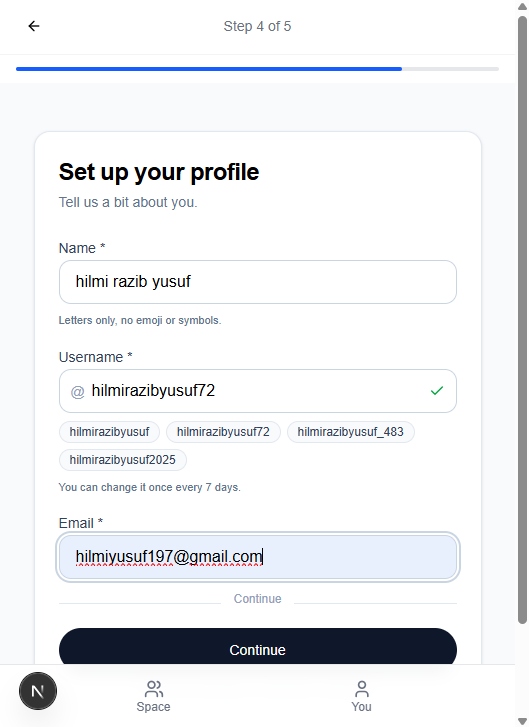 Step 4 of 5
Set up your profile
Tell us a bit about you.
Name *
hilmi razib yusuf
Letters only, no emoji or symbols.
Username *
@ hilmirazibyusuf72
hilmirazibyusuf hilmirazibyusuf72 hilmirazibyusuf_483
hilmirazibyusuf2025
You can change it once every 7 days.
Email *
hilmiyusuf197@gmail.com
Continue
Continue
N
Space You